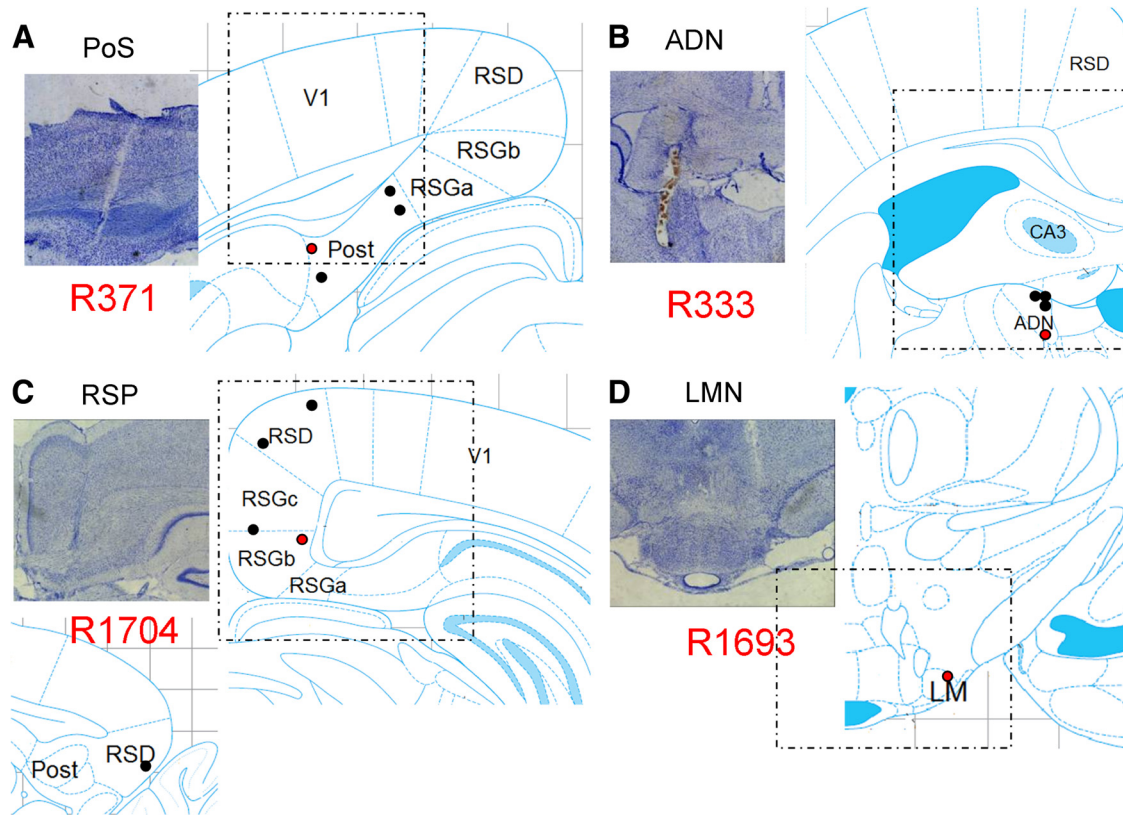 A
PoS
V1
RSD
RSGb
RSGa
Post
R371
B
ADN
RSD
CA3
ADN
R333
C
RSP
RSD
V1
RSGc
RSGb
RSGa
R1704
Post
RSD
D
LMN
R1693
LM